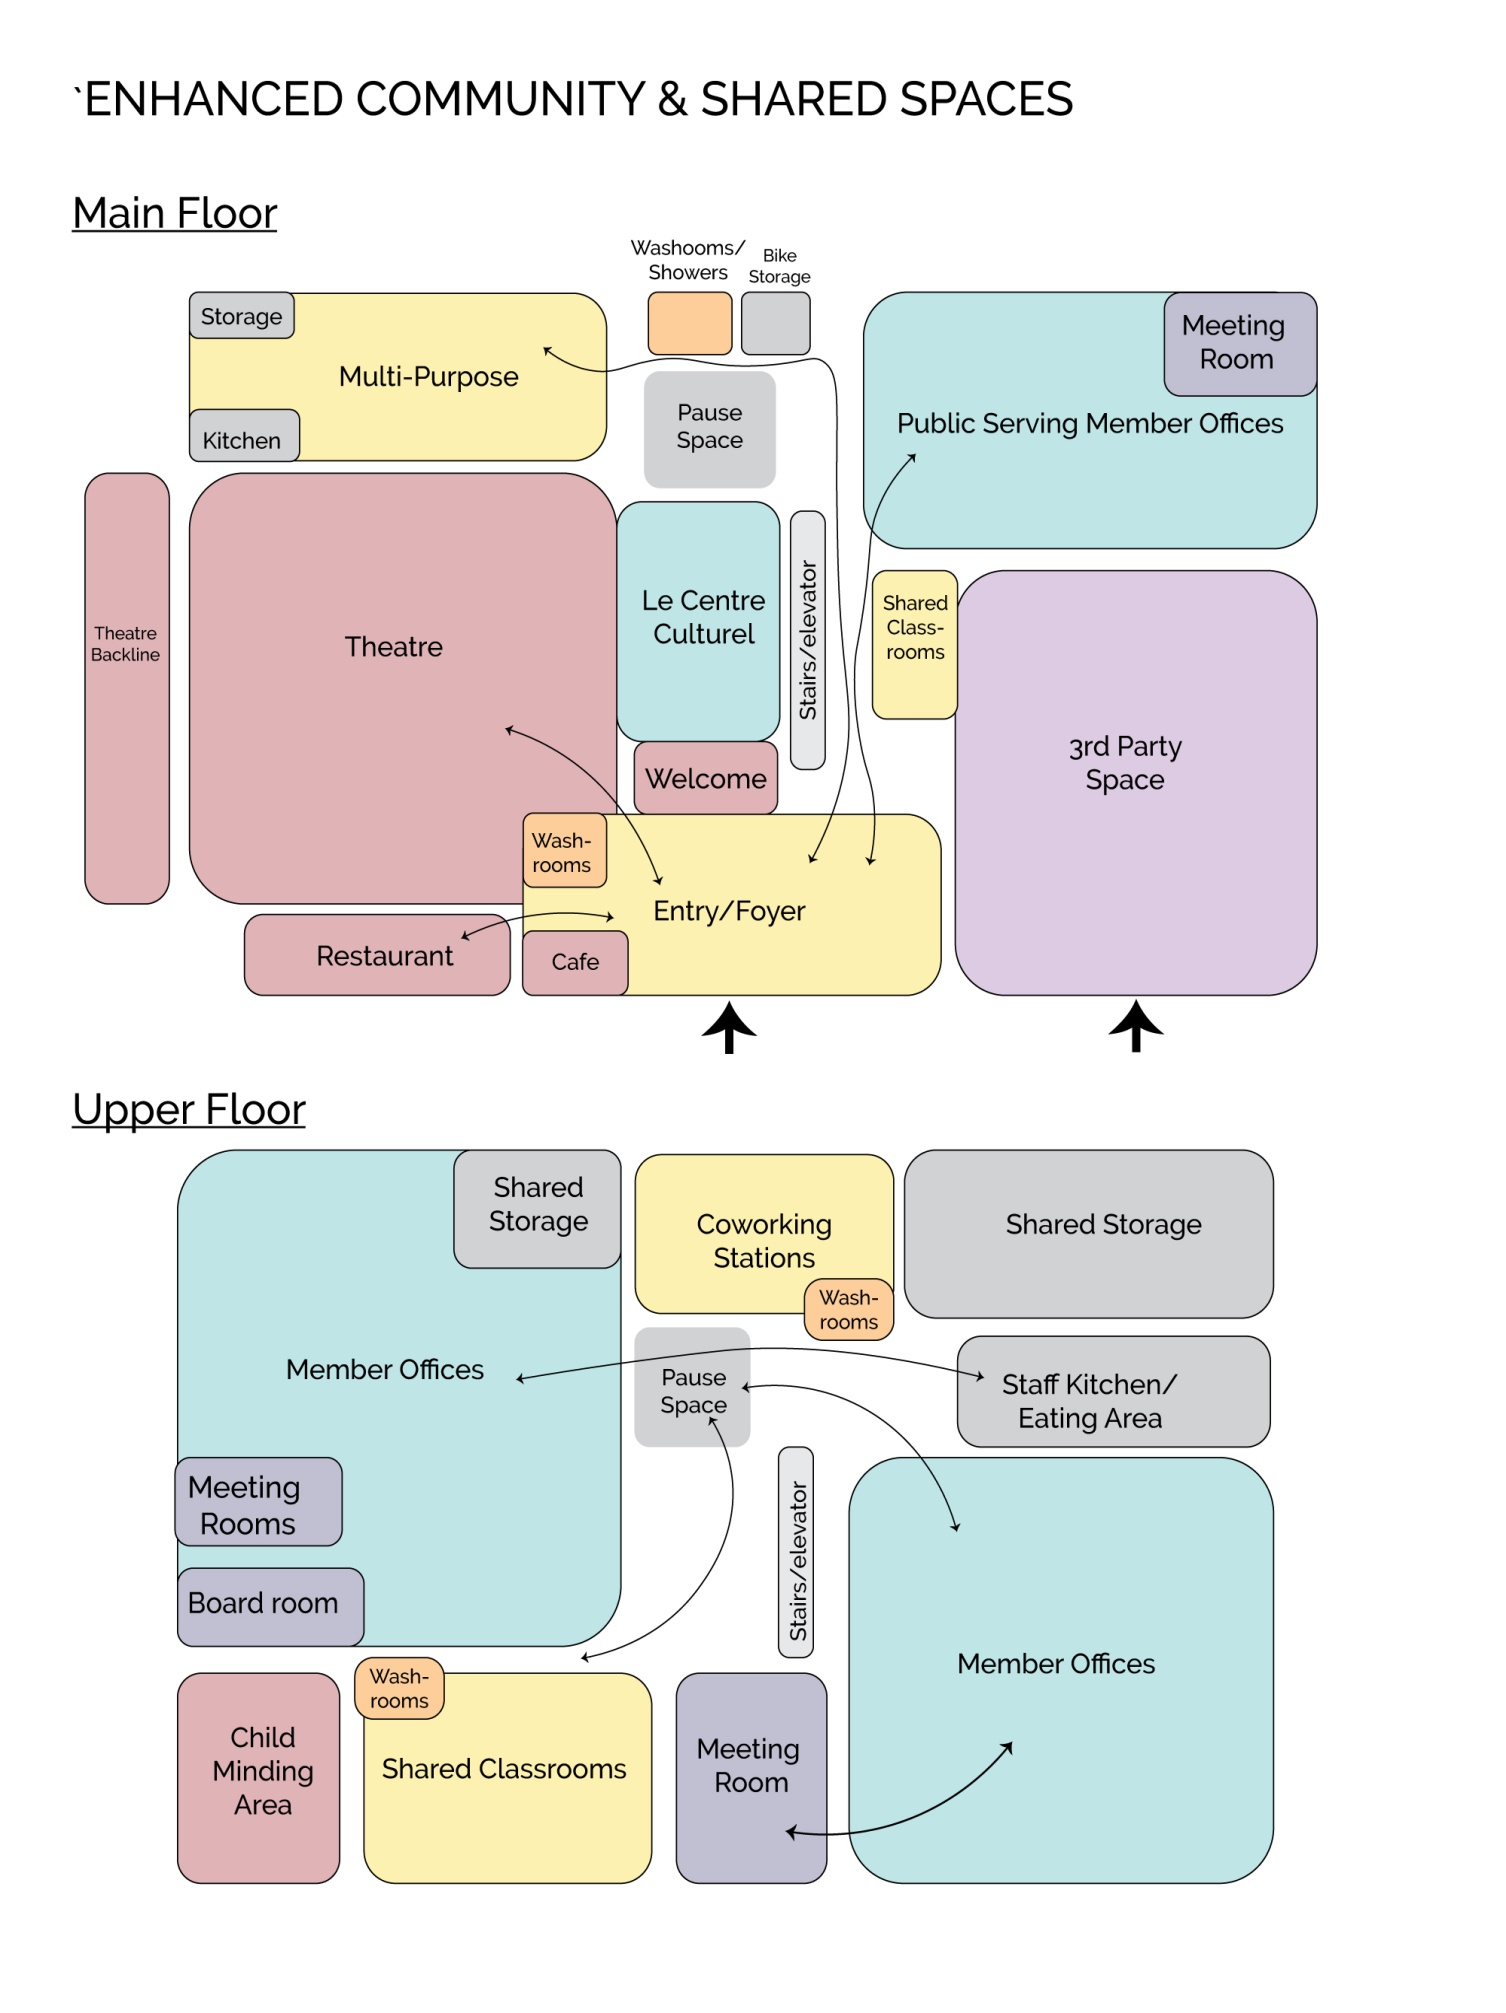 `ENHANCED COMMUNITY & SHARED SPACES
Main Floor
Washooms/
Showers
Bike
Storage
Storage
Multi-Purpose
Kitchen
Pause
Space
Meeting
Room
Public Serving Member Offices
Theatre
Backline
Theatre
Le Centre
Culturel
Stairs/elevator
Shared
Class-
rooms
3rd Party
Space
Welcome
Wash-
rooms
Entry/Foyer
Restaurant
Cafe
Upper Floor
Shared
Storage
Coworking
Stations
Wash-
rooms
Shared Storage
Member Offices
Pause
Space
Staff Kitchen/
Eating Area
Meeting
Rooms
Board room
Stairs/elevator
Member Offices
Child
Minding
Area
Wash-
rooms
Shared Classrooms
Meeting
Room